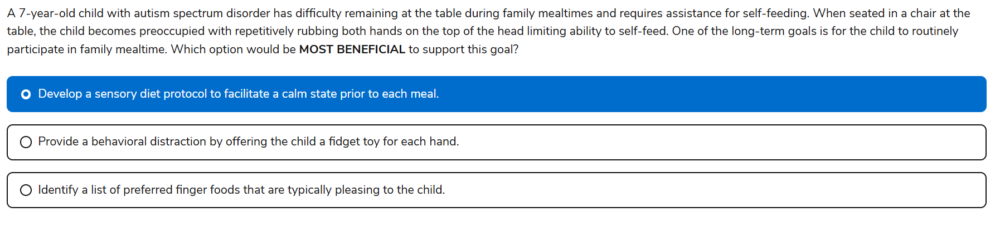 A 7-year-old child with autism spectrum disorder has difficulty remaining at the table during family mealtimes and requires assistance for self-feeding. When seated in a chair at the
table, the child becomes preoccupied with repetitively rubbing both hands on the top of the head limiting ability to self-feed. One of the long-term goals is for the child to routinely
participate in family mealtime. Which option would be MOST BENEFICIAL to support this goal?
Develop a sensory diet protocol to facilitate a calm state prior to each meal.
Provide a behavioral distraction by offering the child a fidget toy for each hand.
Identify a list of preferred finger foods that are typically pleasing to the child.